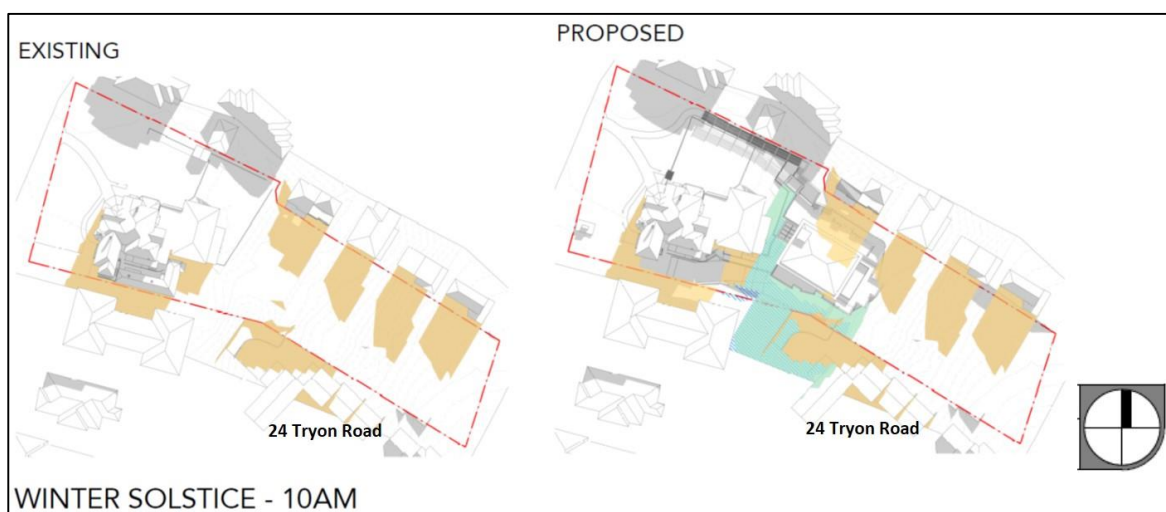 EXISTING
PROPOSED
24 Tryon Road
24 Tryon Road
WINTER SOLSTICE - 10AM